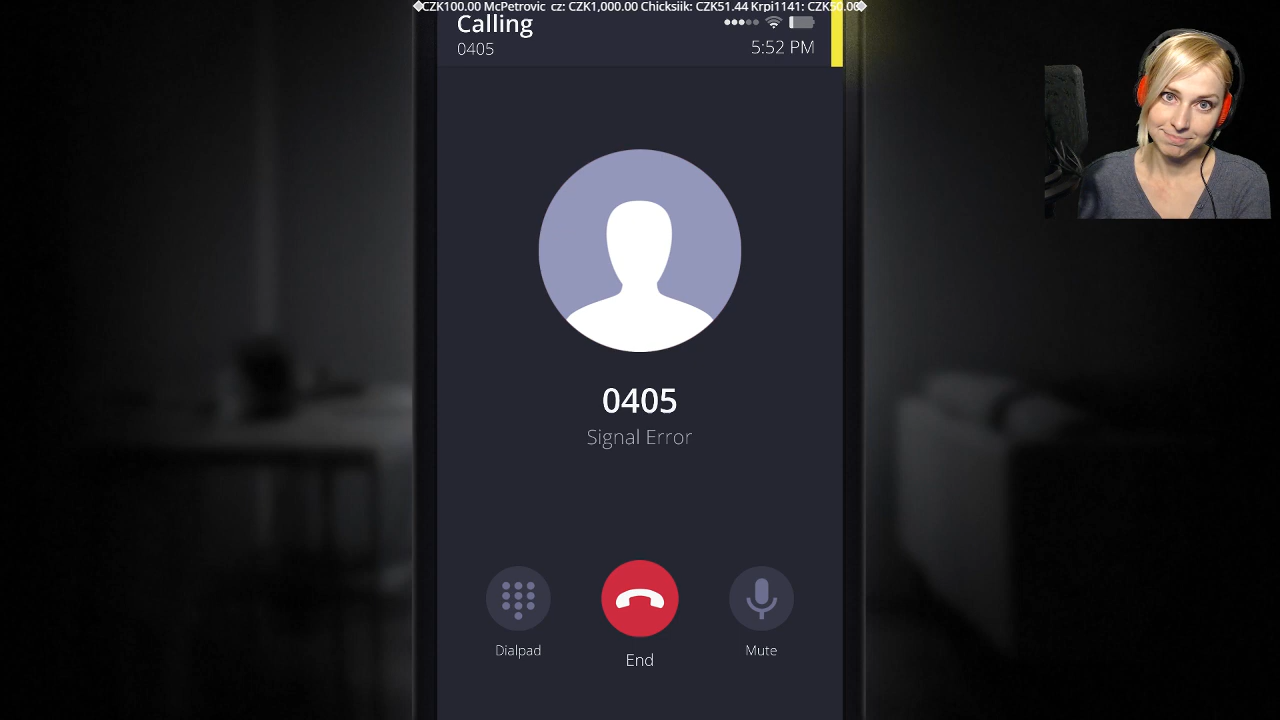 CZK100.00 McPetrovic cz: CZK1,000.00 Chicksiik: CZK51.44 Krpi1141: CZK50.00
Calling
0405
5:52 PM
0405
Signal Error
Dialpad
End
Mute